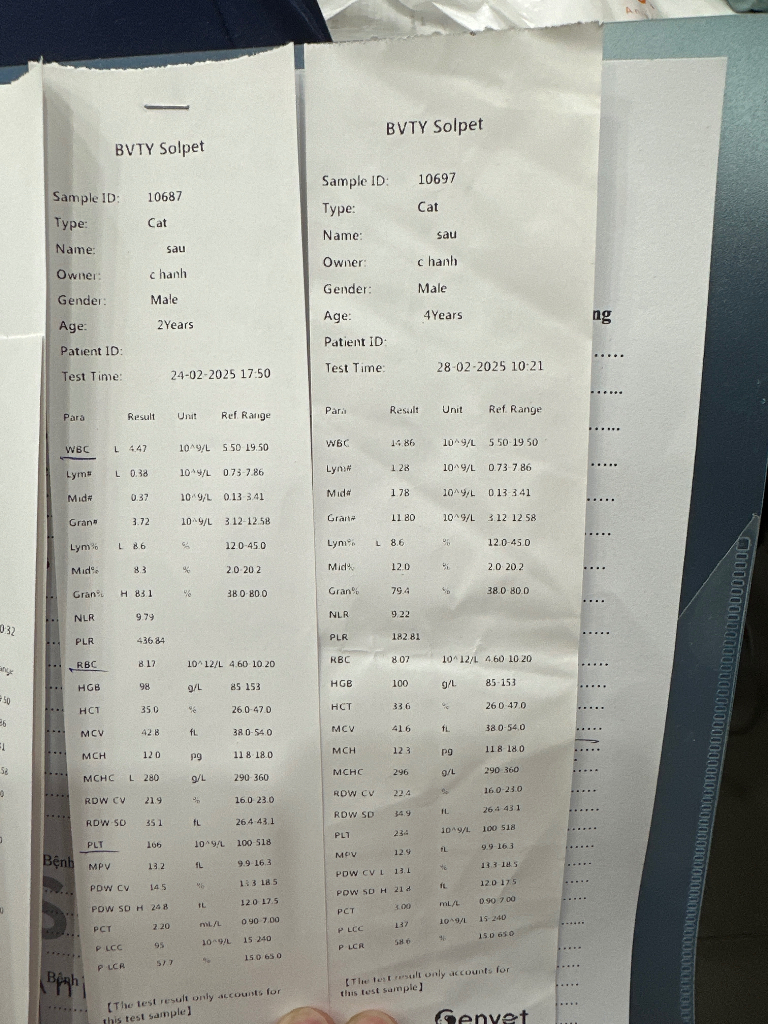 BVTY Solpet
Sample ID: 10687
Type: Cat
Name: sau
Owner: c hanh
Gender: Male
Age: 2Years
Patient ID:
Test Time: 24-02-2025 17:50
Para Result Unit Ref. Range
WBC L 4.47 10^9/L 5.50-19.50
Lym# L 0.38 10^9/L 0.73-7.86
Mid# 0.37 10^9/L 0.13-3.41
Gran# 3.72 10^9/L 3.12-12.58
Lym% L 8.6 % 12.0-45.0
Mid% 8.3 % 2.0-20.2
Gran% H 83.1 % 38.0-80.0
NLR 9.79
PLR 436.84
RBC 8.17 10^12/L 4.60-10.20
HGB 98 g/L 85-153
HCT 35.0 % 26.0-47.0
MCV 42.8 fL 38.0-54.0
MCH 12.0 pg 11.8-18.0
MCHC L 280 g/L 290-360
RDW CV 21.9 % 16.0-23.0
RDW SD 35.1 fL 26.4-43.1
PLT 166 10^9/L 100-518
MPV 13.2 fL 9.9-16.3
PDW CV 14.5 % 13.3-18.5
PDW SD H 24.8 fL 12.0-17.5
PCT 2.20 mL/L 0.90-7.00
P LCC 95 10^9/L 15-240
P LCR 57.7 % 15.0-65.0
【The test result only accounts for
this test sample】
BVTY Solpet
Sample ID: 10697
Type: Cat
Name: sau
Owner: c hanh
Gender: Male
Age: 4Years
Patient ID:
Test Time: 28-02-2025 10:21
Para Result Unit Ref. Range
WBC 14.86 10^9/L 5.50-19.50
Lym# 1.28 10^9/L 0.73-7.86
Mid# 1.78 10^9/L 0.13-3.41
Gran# 11.80 10^9/L 3.12-12.58
Lym% L 8.6 % 12.0-45.0
Mid% 12.0 % 2.0-20.2
Gran% 79.4 % 38.0-80.0
NLR 9.22
PLR 182.81
RBC 8.07 10^12/L 4.60-10.20
HGB 100 g/L 85-153
HCT 33.6 % 26.0-47.0
MCV 41.6 fL 38.0-54.0
MCH 12.3 pg 11.8-18.0
MCHC 296 g/L 290-360
RDW CV 22.4 % 16.0-23.0
RDW SD 34.9 fL 26.4-43.1
PLT 234 10^9/L 100-518
MPV 12.9 fL 9.9-16.3
PDW CV L 13.1 % 13.3-18.5
PDW SD H 21.8 fL 12.0-17.5
PCT 3.00 mL/L 0.90-7.00
P LCC 137 10^9/L 15-240
P LCR 58.6 % 15.0-65.0
【The test result only accounts for
this test sample】
Genvet
ng
Bệnh
Bệnh